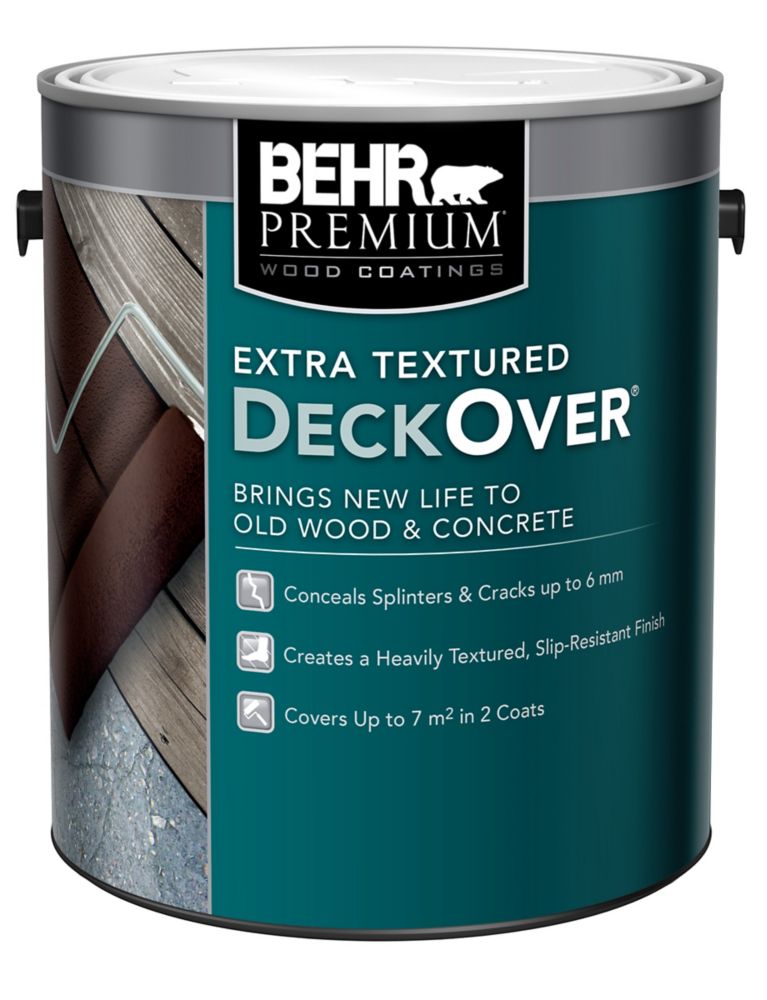 BEHR
PREMIUM®
WOOD COATINGS
EXTRA TEXTURED
DECKOVER®
BRINGS NEW LIFE TO
OLD WOOD & CONCRETE
Conceals Splinters & Cracks up to 6 mm
Creates a Heavily Textured, Slip-Resistant Finish
Covers Up to 7 m² in 2 Coats